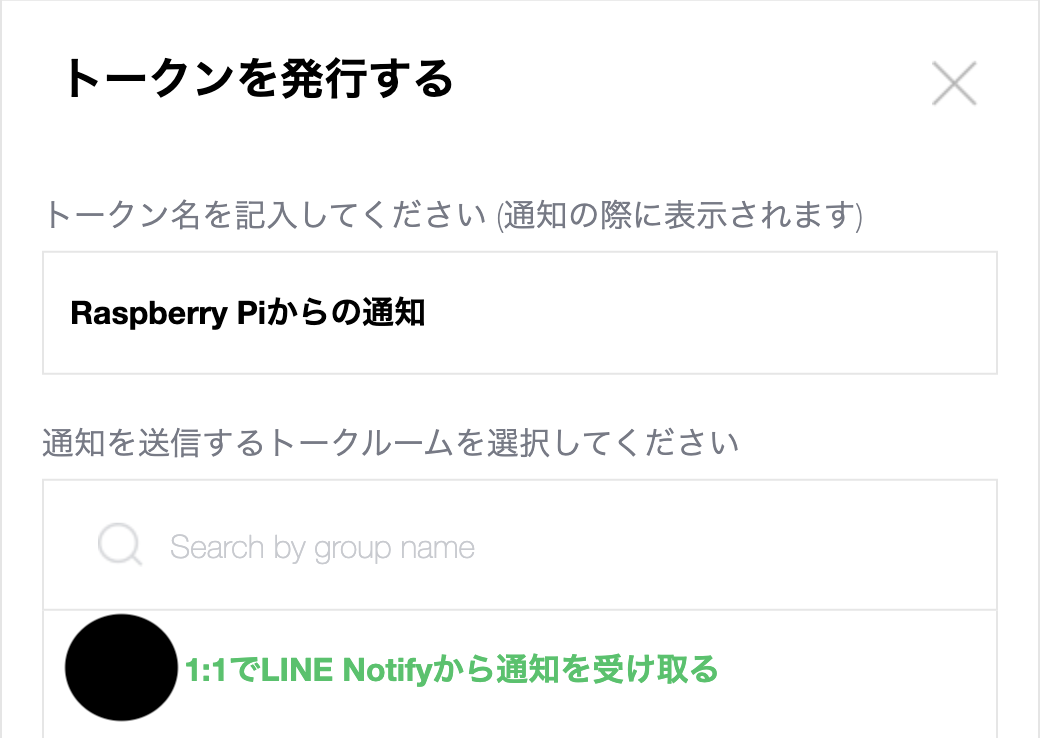 トークンを発行する
トークン名を記入してください (通知の際に表示されます)
Raspberry Piからの通知
通知を送信するトークルームを選択してください
Search by group name
1:1でLINE Notifyから通知を受け取る